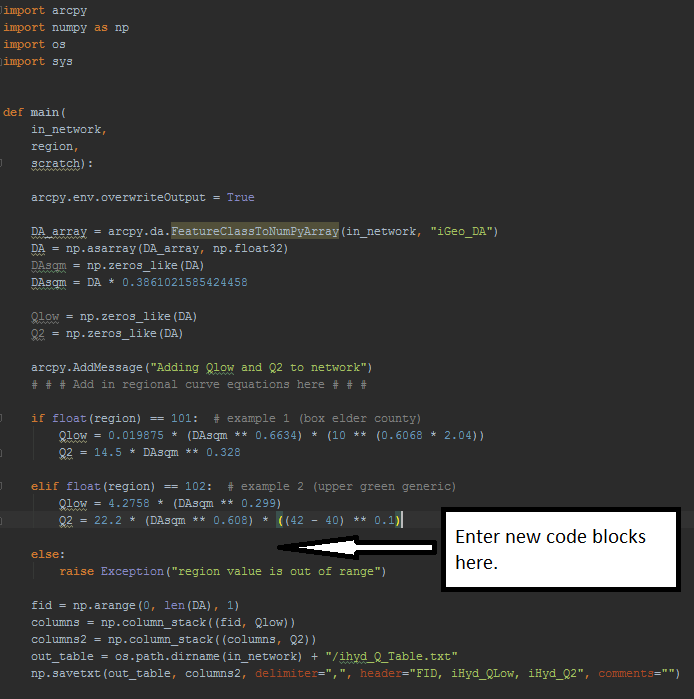 import arcpy
import numpy as np
import os
import sys
def main(
in_network,
region,
scratch):
arcpy.env.overwriteOutput = True
DA_array = arcpy.da.FeatureClassToNumPyArray(in_network, "iGeo_DA")
DA = np.asarray(DA_array, np.float32)
DAsqm = np.zeros_like(DA)
DAsqm = DA * 0.3861021585424458
Qlow = np.zeros_like(DA)
Q2 = np.zeros_like(DA)
arcpy.AddMessage("Adding Qlow and Q2 to network")
# # # Add in regional curve equations here # # #
if float(region) == 101:  # example 1 (box elder county)
Qlow = 0.019875 * (DAsqm ** 0.6634) * (10 ** (0.6068 * 2.04))
Q2 = 14.5 * DAsqm ** 0.328
elif float(region) == 102:  # example 2 (upper green generic)
Qlow = 4.2758 * (DAsqm ** 0.299)
Q2 = 22.2 * (DAsqm ** 0.608) * ((42 - 40) ** 0.1)
Enter new code blocks
here.
else:
raise Exception("region value is out of range")
fid = np.arange(0, len(DA), 1)
columns = np.column_stack((fid, Qlow))
columns2 = np.column_stack((columns, Q2))
out_table = os.path.dirname(in_network) + "/ihyd_Q_Table.txt"
np.savetxt(out_table, columns2, delimiter=",", header="FID, iHyd_QLow, iHyd_Q2", comments="")